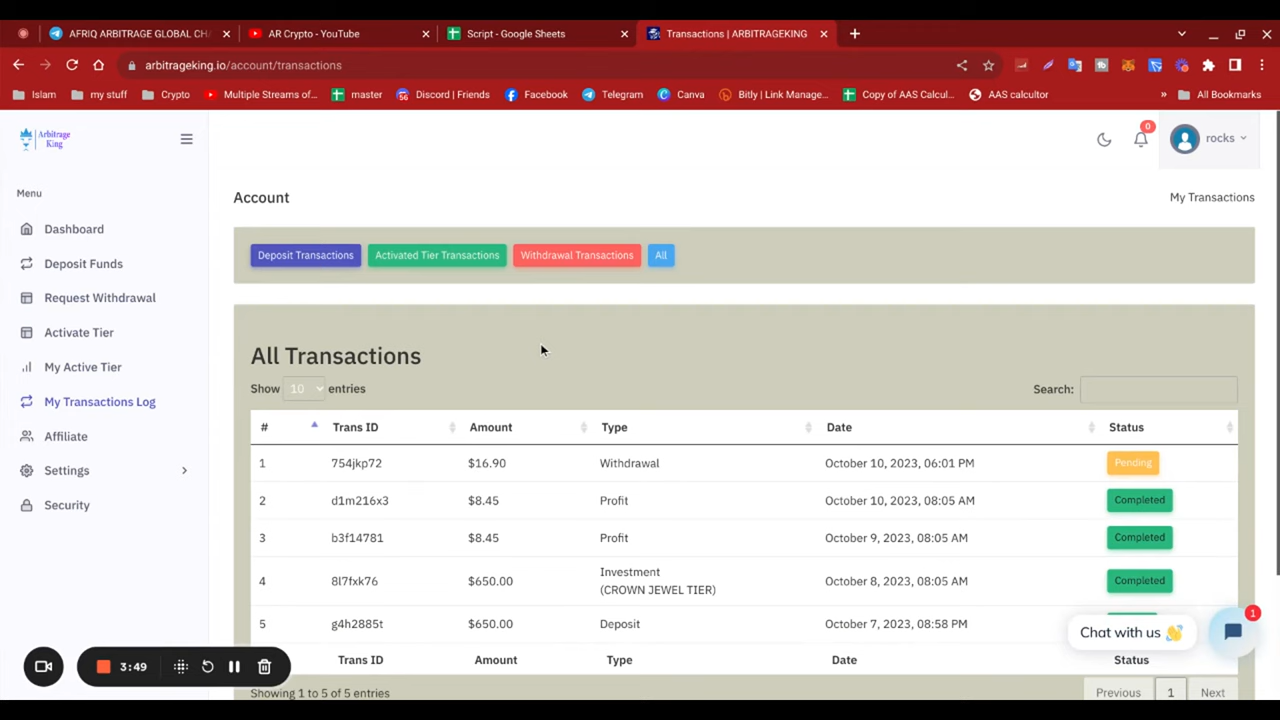 AFRIQ ARBITRAGE GLOBAL CHA
AR Crypto - YouTube
Script - Google Sheets
Transactions | ARBITRAGEKING
arbitrageking.io/account/transactions
Islam
my stuff
Crypto
Multiple Streams of...
master
Discord | Friends
Facebook
Telegram
Canva
Bitly | Link Manage...
Copy of AAS Calcul...
AAS calcultor
»
All Bookmarks
Arbitrage
King
0
rocks
Menu
Account
My Transactions
Dashboard
Deposit Funds
Request Withdrawal
Activate Tier
My Active Tier
My Transactions Log
Affiliate
Settings
Security
Deposit Transactions
Activated Tier Transactions
Withdrawal Transactions
All
All Transactions
Show 10 entries
Search:
# Trans ID Amount Type Date Status
1 754jkp72 $16.90 Withdrawal October 10, 2023, 06:01 PM Pending
2 d1m216x3 $8.45 Profit October 10, 2023, 08:05 AM Completed
3 b3f14781 $8.45 Profit October 9, 2023, 08:05 AM Completed
4 8l7fxk76 $650.00 Investment (CROWN JEWEL TIER) October 8, 2023, 08:05 AM Completed
5 g4h2885t $650.00 Deposit October 7, 2023, 08:58 PM
Trans ID Amount Type Date Status
Showing 1 to 5 of 5 entries
Previous 1 Next
Chat with us 👋
1
3:49